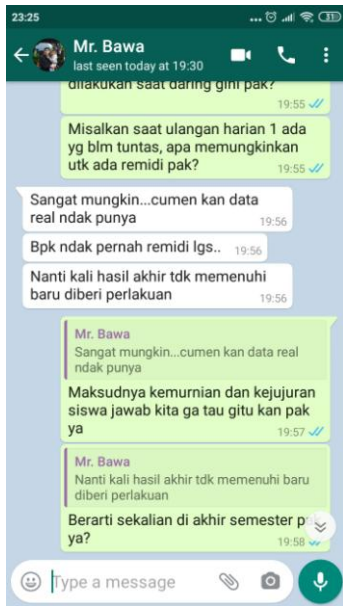 23:25
Mr. Bawa
last seen today at 19:30
dilakukan saat daring gini pak?
19:55
Misalkan saat ulangan harian 1 ada
yg blm tuntas, apa memungkinkan
utk ada remidi pak?
19:55
Sangat mungkin...cumen kan data
real ndak punya
19:56
Bpk ndak pernah remidi lgs..
19:56
Nanti kali hasil akhir tdk memenuhi
baru diberi perlakuan
19:56
Mr. Bawa
Sangat mungkin...cumen kan data real
ndak punya
Maksudnya kemurnian dan kejujuran
siswa jawab kita ga tau gitu kan pak
ya
19:57
Mr. Bawa
Nanti kali hasil akhir tdk memenuhi baru
diberi perlakuan
Berarti sekalian di akhir semester
ya?
19:58
Type a message